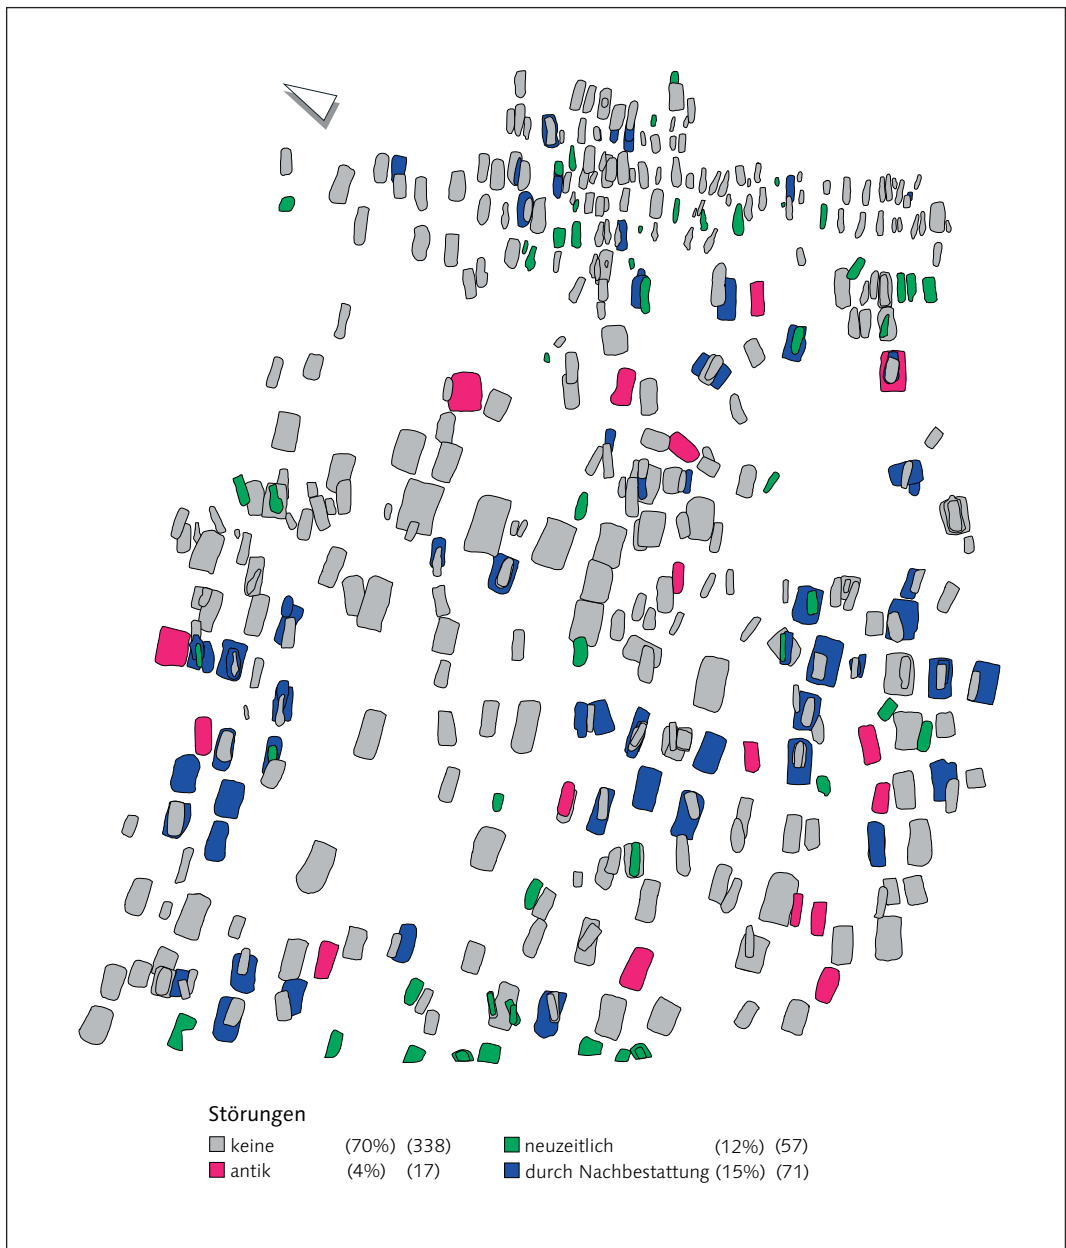 Störungen
keine (70%) (338) neuzeitlich (12%) (57)
antik (4%) (17) durch Nachbestattung (15%) (71)